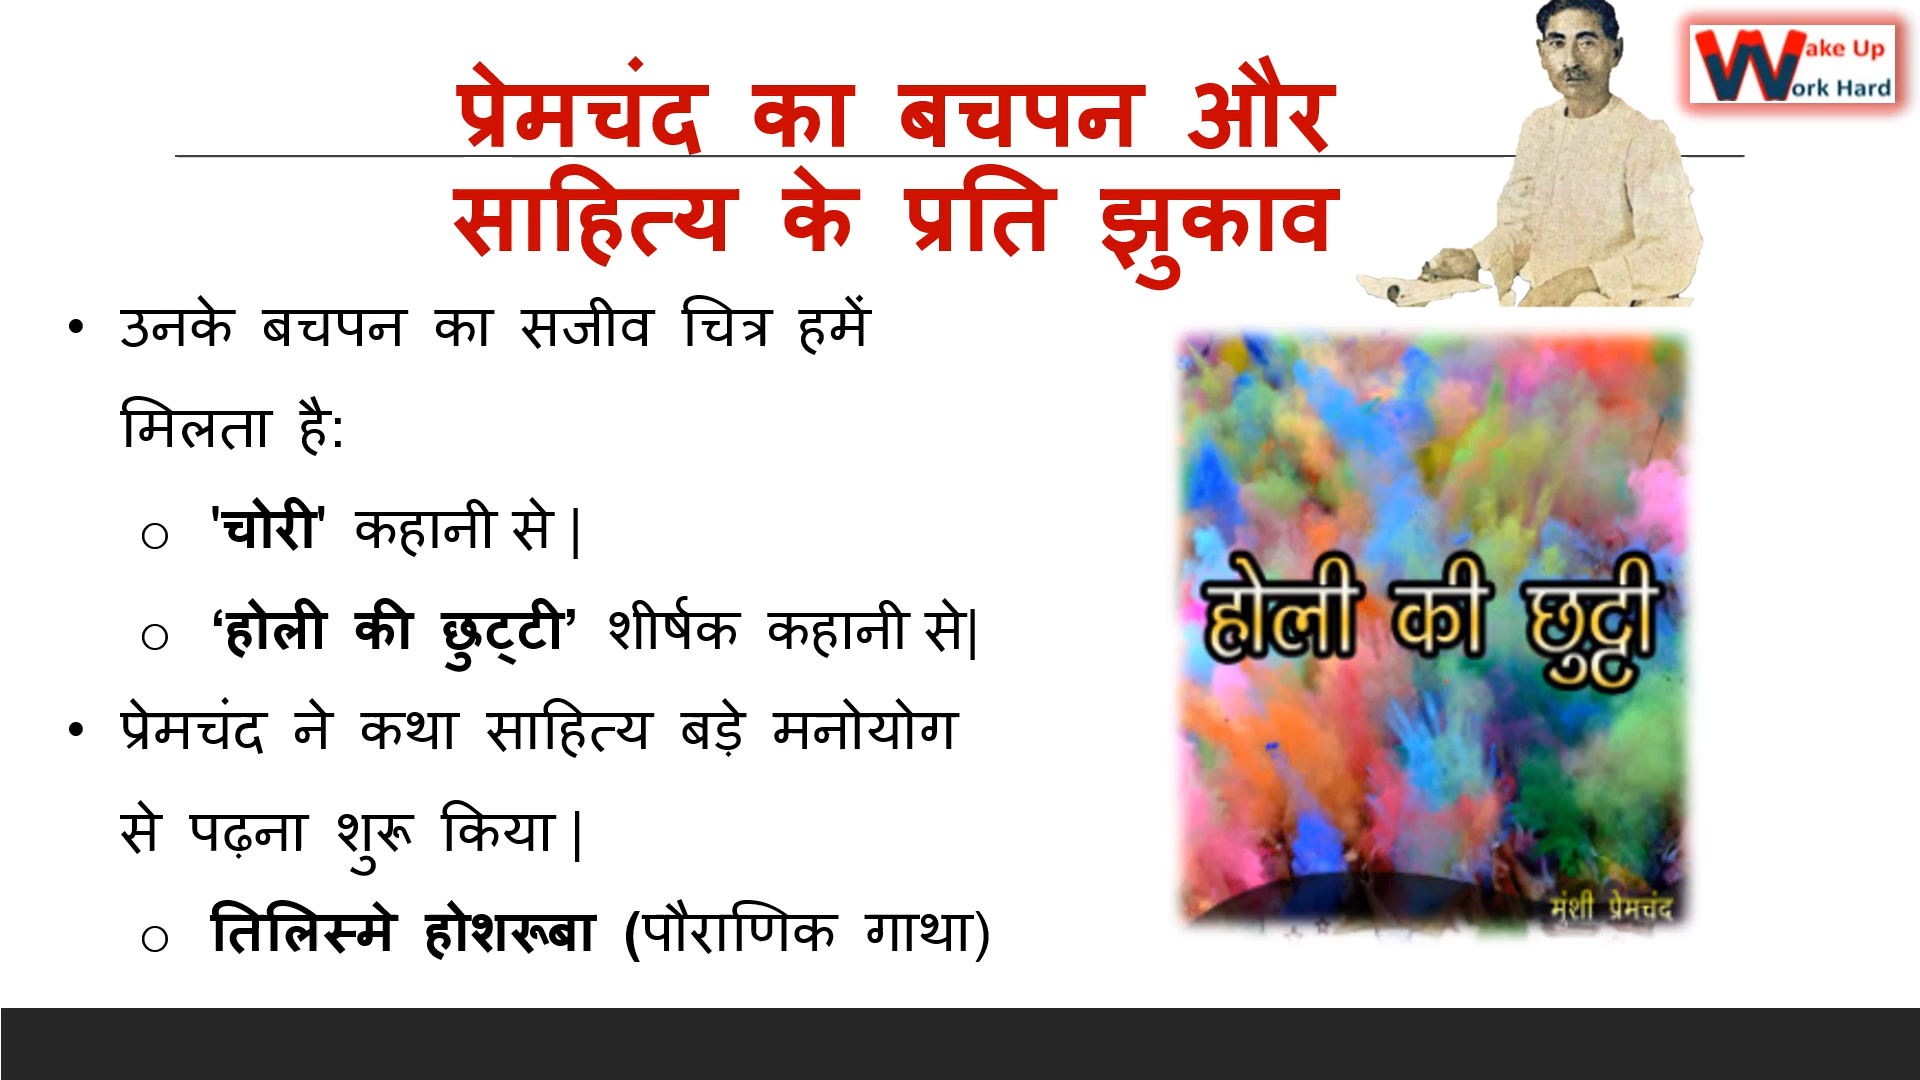 प्रेमचंद का बचपन और
साहित्य के प्रति झुकाव
Wake Up
Work Hard
• उनके बचपन का सजीव चित्र हमें
मिलता है:
o 'चोरी' कहानी से |
o ‘होली की छुट्‌टी’ शीर्षक कहानी से|
• प्रेमचंद ने कथा साहित्य बड़े मनोयोग
से पढ़ना शुरू किया |
o तिलिस्मे होशरूबा (पौराणिक गाथा)
होली की छुट्टी
मुंशी प्रेमचंद